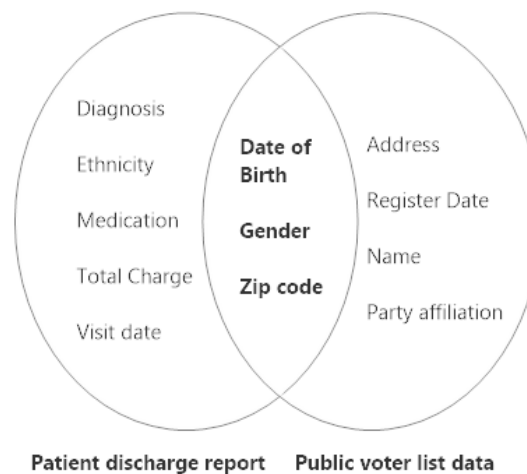 Diagnosis
Ethnicity
Medication
Total Charge
Visit date
Date of
Birth
Gender
Zip code
Address
Register Date
Name
Party affiliation
Patient discharge report
Public voter list data